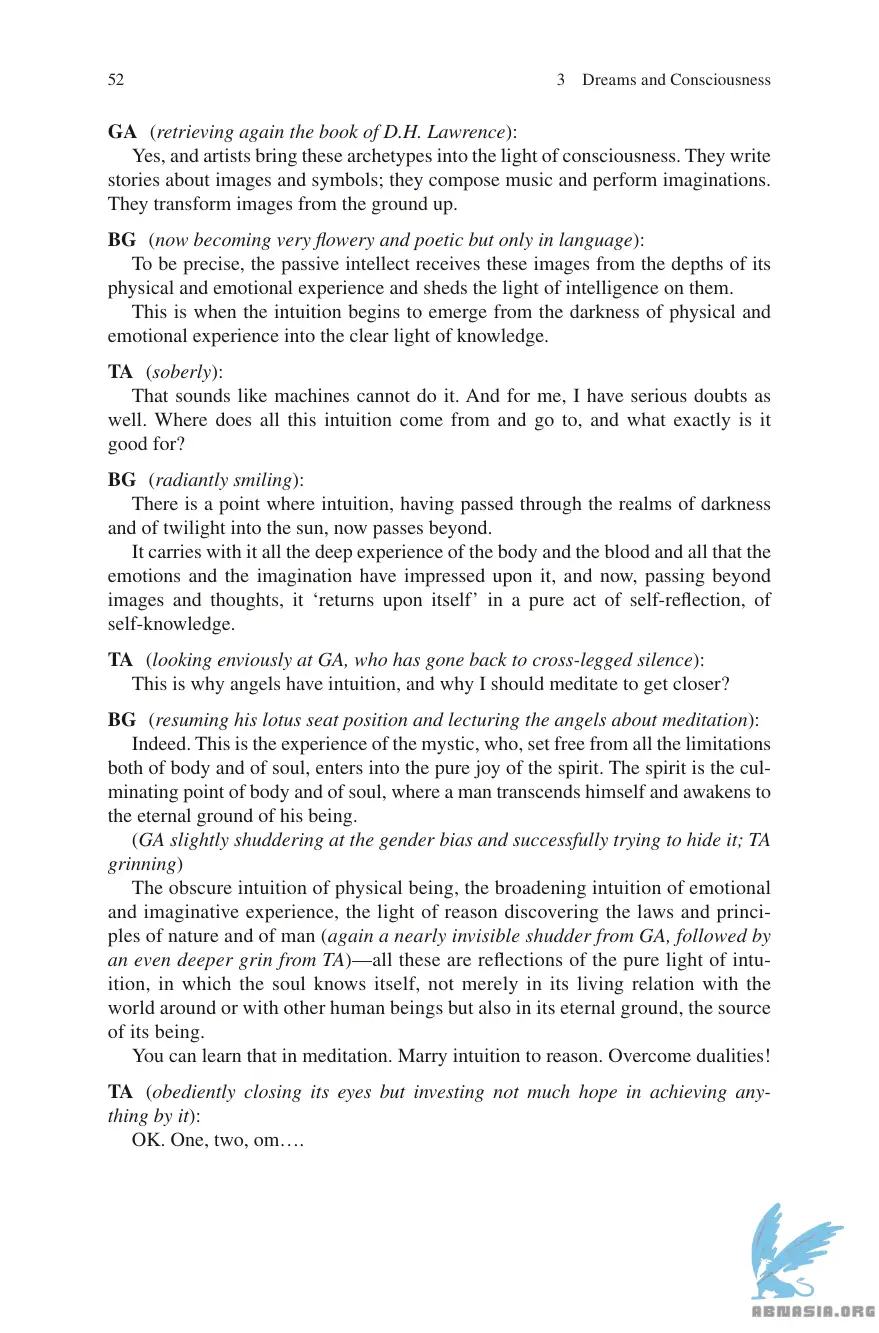 52
3 Dreams and Consciousness
GA (retrieving again the book of D.H. Lawrence):
Yes, and artists bring these archetypes into the light of consciousness. They write
stories about images and symbols; they compose music and perform imaginations.
They transform images from the ground up.
BG (now becoming very flowery and poetic but only in language):
To be precise, the passive intellect receives these images from the depths of its
physical and emotional experience and sheds the light of intelligence on them.
This is when the intuition begins to emerge from the darkness of physical and
emotional experience into the clear light of knowledge.
TA (soberly):
That sounds like machines cannot do it. And for me, I have serious doubts as
well. Where does all this intuition come from and go to, and what exactly is it
good for?
BG (radiantly smiling):
There is a point where intuition, having passed through the realms of darkness
and of twilight into the sun, now passes beyond.
It carries with it all the deep experience of the body and the blood and all that the
emotions and the imagination have impressed upon it, and now, passing beyond
images and thoughts, it ‘returns upon itself’ in a pure act of self-reflection, of
self-knowledge.
TA (looking enviously at GA, who has gone back to cross-legged silence):
This is why angels have intuition, and why I should meditate to get closer?
BG (resuming his lotus seat position and lecturing the angels about meditation):
Indeed. This is the experience of the mystic, who, set free from all the limitations
both of body and of soul, enters into the pure joy of the spirit. The spirit is the cul-
minating point of body and of soul, where a man transcends himself and awakens to
the eternal ground of his being.
(GA slightly shuddering at the gender bias and successfully trying to hide it; TA
grinning)
The obscure intuition of physical being, the broadening intuition of emotional
and imaginative experience, the light of reason discovering the laws and princi-
ples of nature and of man (again a nearly invisible shudder from GA, followed by
an even deeper grin from TA)—all these are reflections of the pure light of intu-
ition, in which the soul knows itself, not merely in its living relation with the
world around or with other human beings but also in its eternal ground, the source
of its being.
You can learn that in meditation. Marry intuition to reason. Overcome dualities!
TA (obediently closing its eyes but investing not much hope in achieving any-
thing by it):
OK. One, two, om….
ABNASIA.ORG